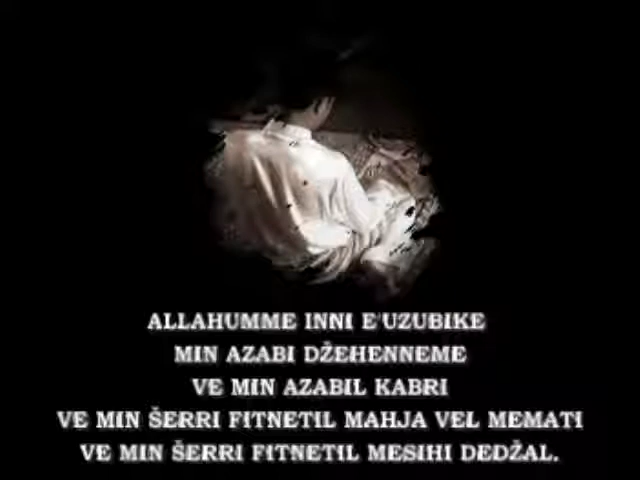 ALLAHUMME INNI E'UZUBIKE
MIN AZABI DŽEHENNEME
VE MIN AZABIL KABRI
VE MIN ŠERRI FITNETIL MAHJA VEL MEMATI
VE MIN ŠERRI FITNETIL MESIHI DEDŽAL.